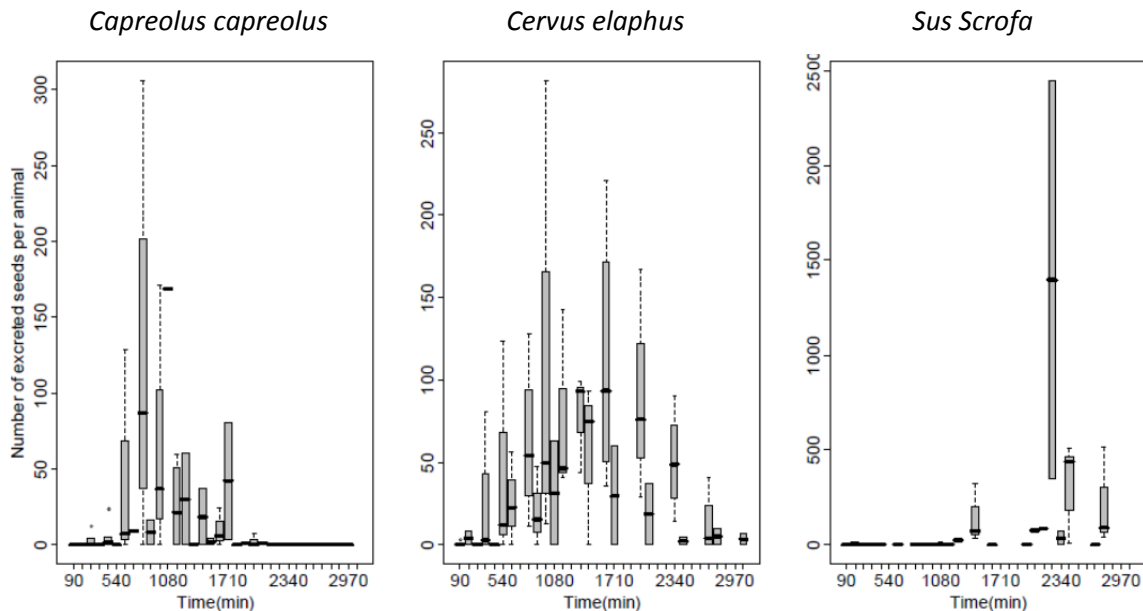 Capreolus capreolus
Cervus elaphus
Sus Scrofa
Number of excreted seeds per animal
300
250
200
150
100
50
0
90 540 1080 1710 2340 2970
Time(min)
250
200
150
100
50
0
90 540 1080 1710 2340 2970
Time(min)
2500
2000
1500
1000
500
0
90 540 1080 1710 2340 2970
Time(min)